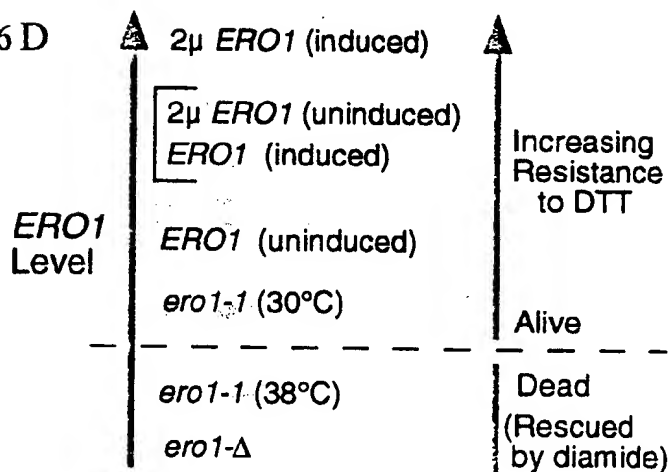 6 D
2μ ERO1 (induced)
2μ ERO1 (uninduced)
ERO1 (induced)
ERO1 (uninduced)
ero1-1 (30°C)
ero1-1 (38°C)
ero1-Δ
ERO1
Level
Increasing
Resistance
to DTT
Alive
Dead
(Rescued
by diamide)